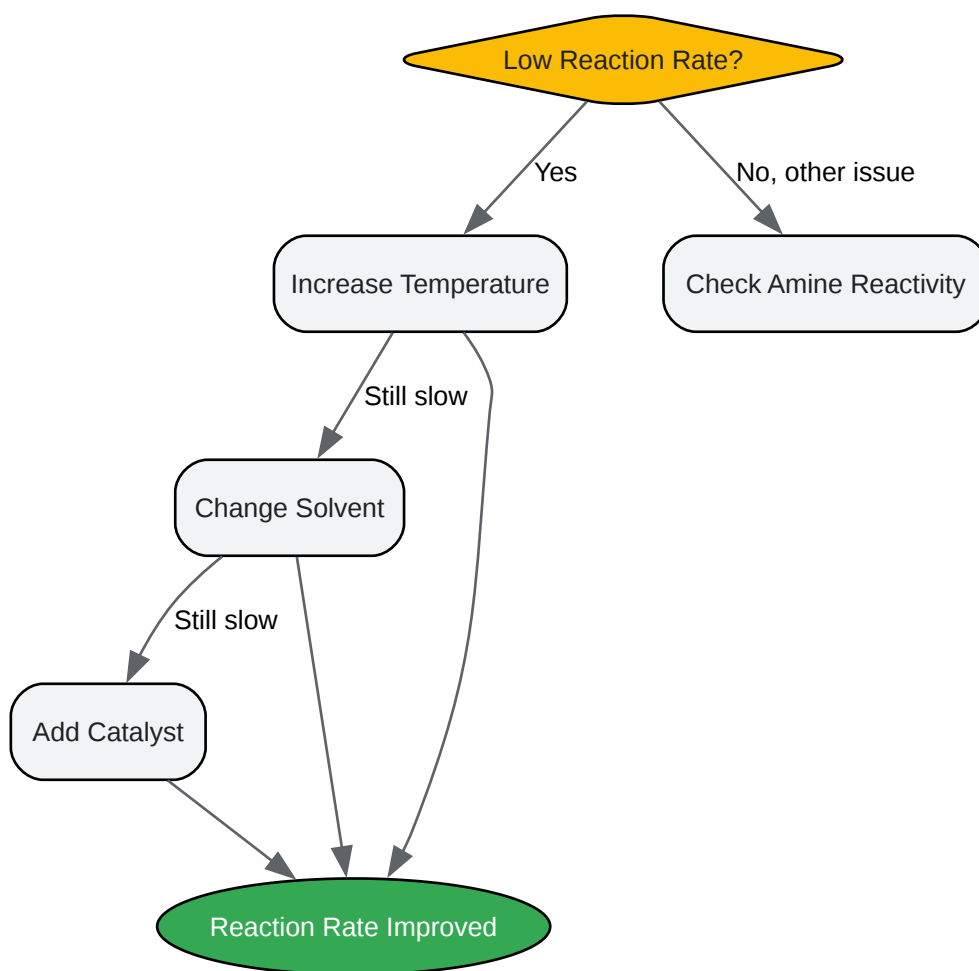 Low Reaction Rate?
Yes
No, other issue
Increase Temperature
Check Amine Reactivity
Still slow
Change Solvent
Still slow
Add Catalyst
Reaction Rate Improved